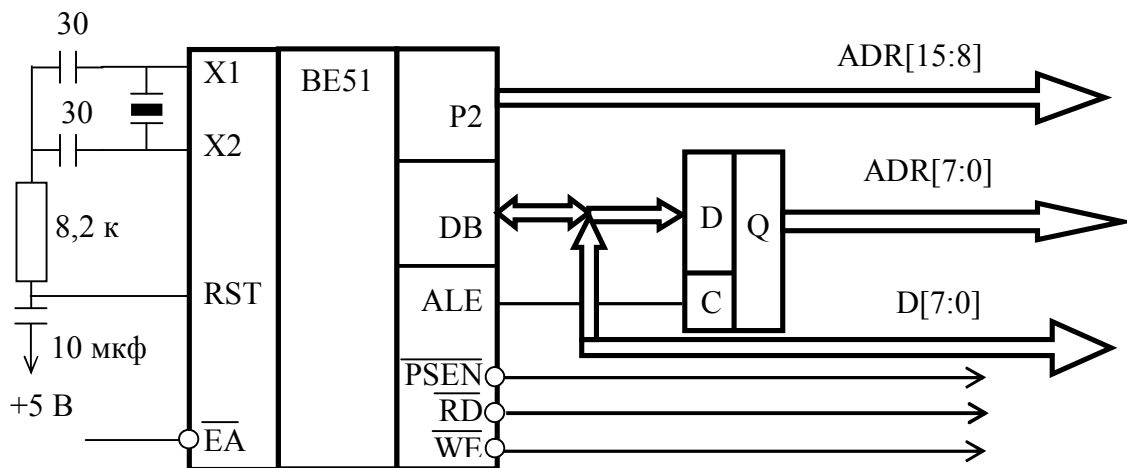 30
30
8,2 к
10 мкф
+5 В
X1
X2
RST
EA
BE51
P2
DB
ALE
PSEN
RD
WE
D
C
Q
ADR[15:8]
ADR[7:0]
D[7:0]